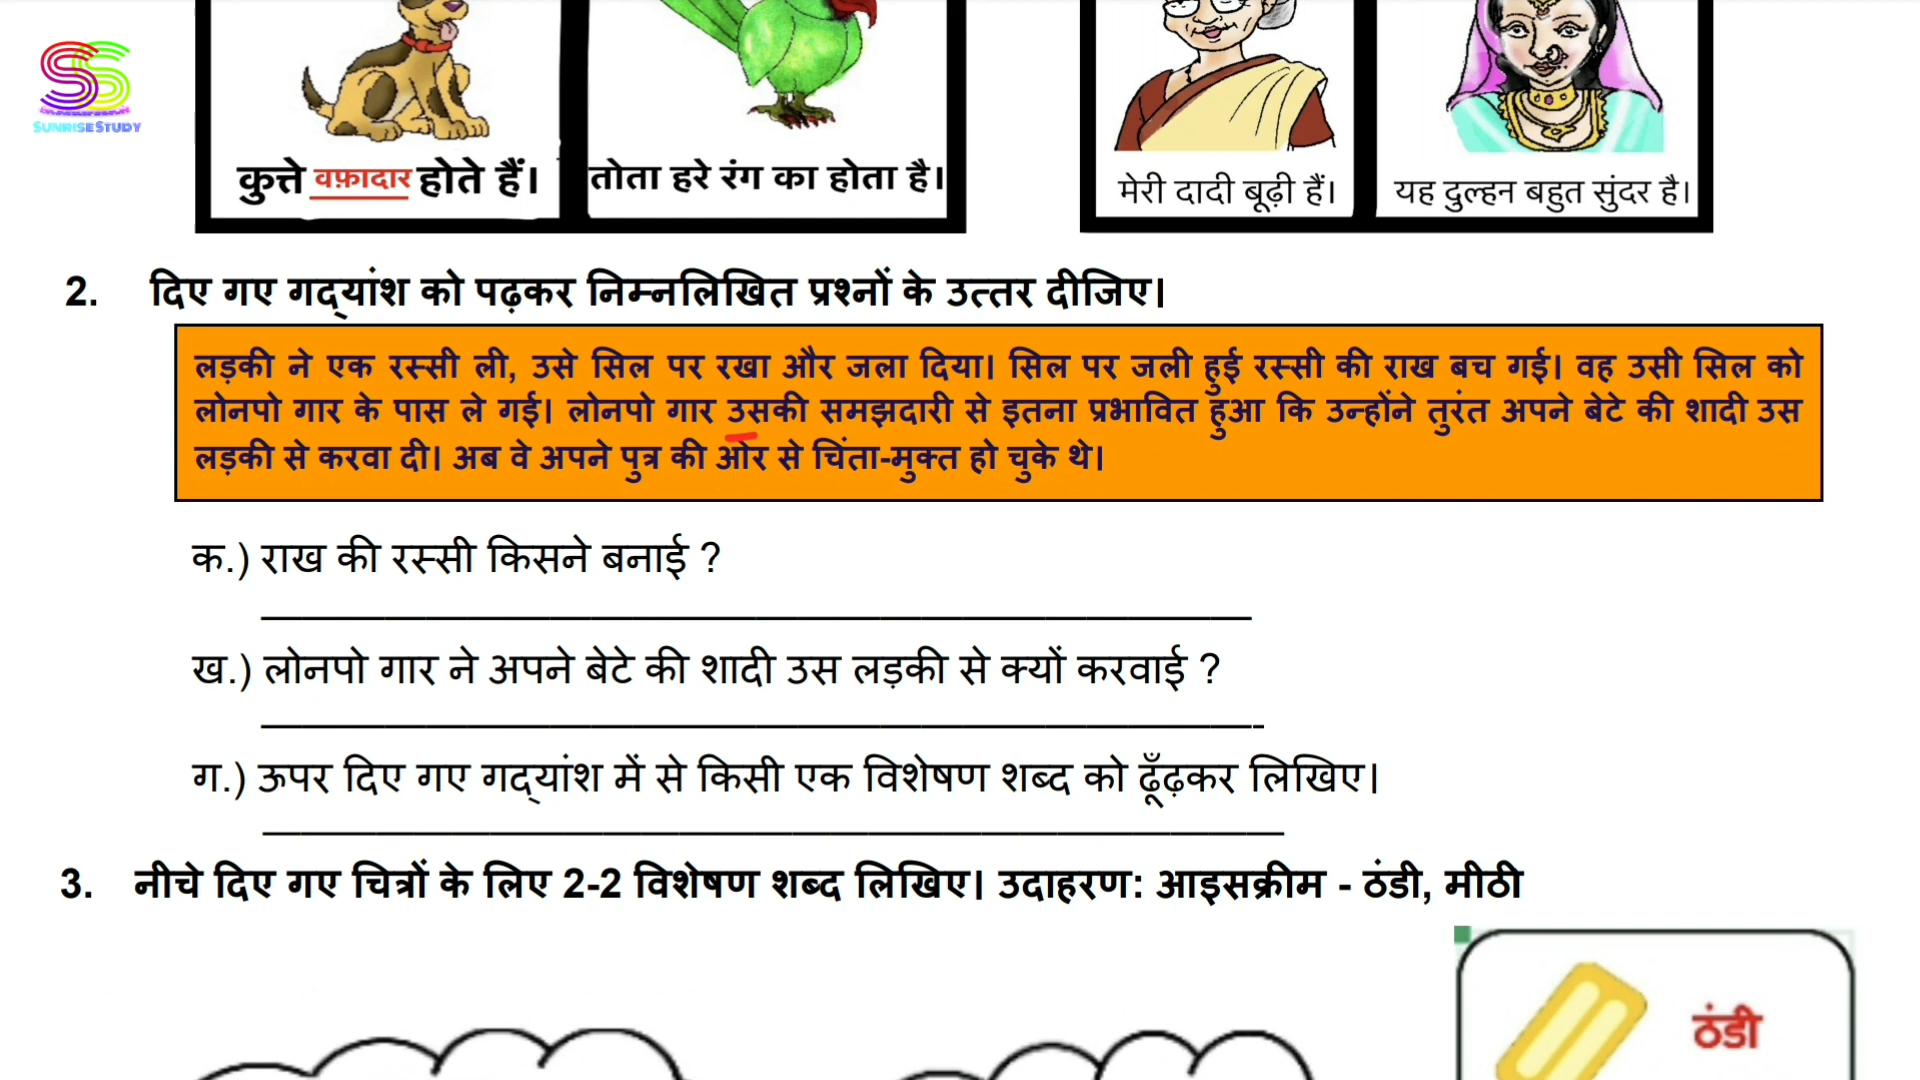 SUNRISESTUDY
कुत्ते वफ़ादार होते हैं।
तोता हरे रंग का होता है।
मेरी दादी बूढ़ी हैं।
यह दुल्हन बहुत सुंदर है।
2. दिए गए गद्यांश को पढ़कर निम्नलिखित प्रश्नों के उत्तर दीजिए।
लड़की ने एक रस्सी ली, उसे सिल पर रखा और जला दिया। सिल पर जली हुई रस्सी की राख बच गई। वह उसी सिल को
लोनपो गार के पास ले गई। लोनपो गार उसकी समझदारी से इतना प्रभावित हुआ कि उन्होंने तुरंत अपने बेटे की शादी उस
लड़की से करवा दी। अब वे अपने पुत्र की ओर से चिंता-मुक्त हो चुके थे।
क.) राख की रस्सी किसने बनाई ?
ख.) लोनपो गार ने अपने बेटे की शादी उस लड़की से क्यों करवाई ?
ग.) ऊपर दिए गए गद्यांश में से किसी एक विशेषण शब्द को ढूँढ़कर लिखिए।
3. नीचे दिए गए चित्रों के लिए 2-2 विशेषण शब्द लिखिए। उदाहरण: आइसक्रीम - ठंडी, मीठी
ठंडी